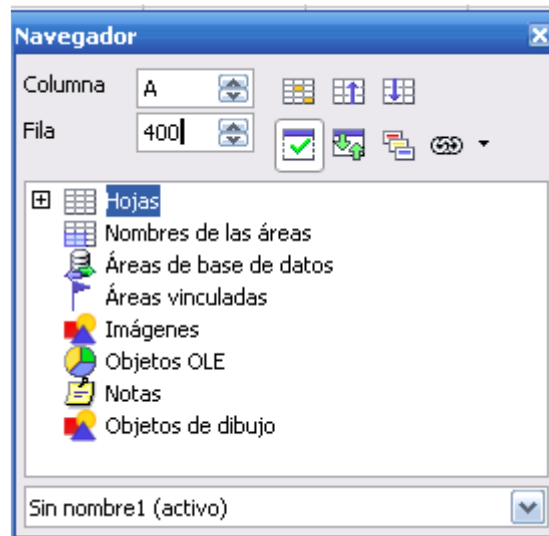 Navegador
Columna A
Fila 400
Hojas
Nombres de las áreas
Áreas de base de datos
Áreas vinculadas
Imágenes
Objetos OLE
Notas
Objetos de dibujo
Sin nombre1 (activo)